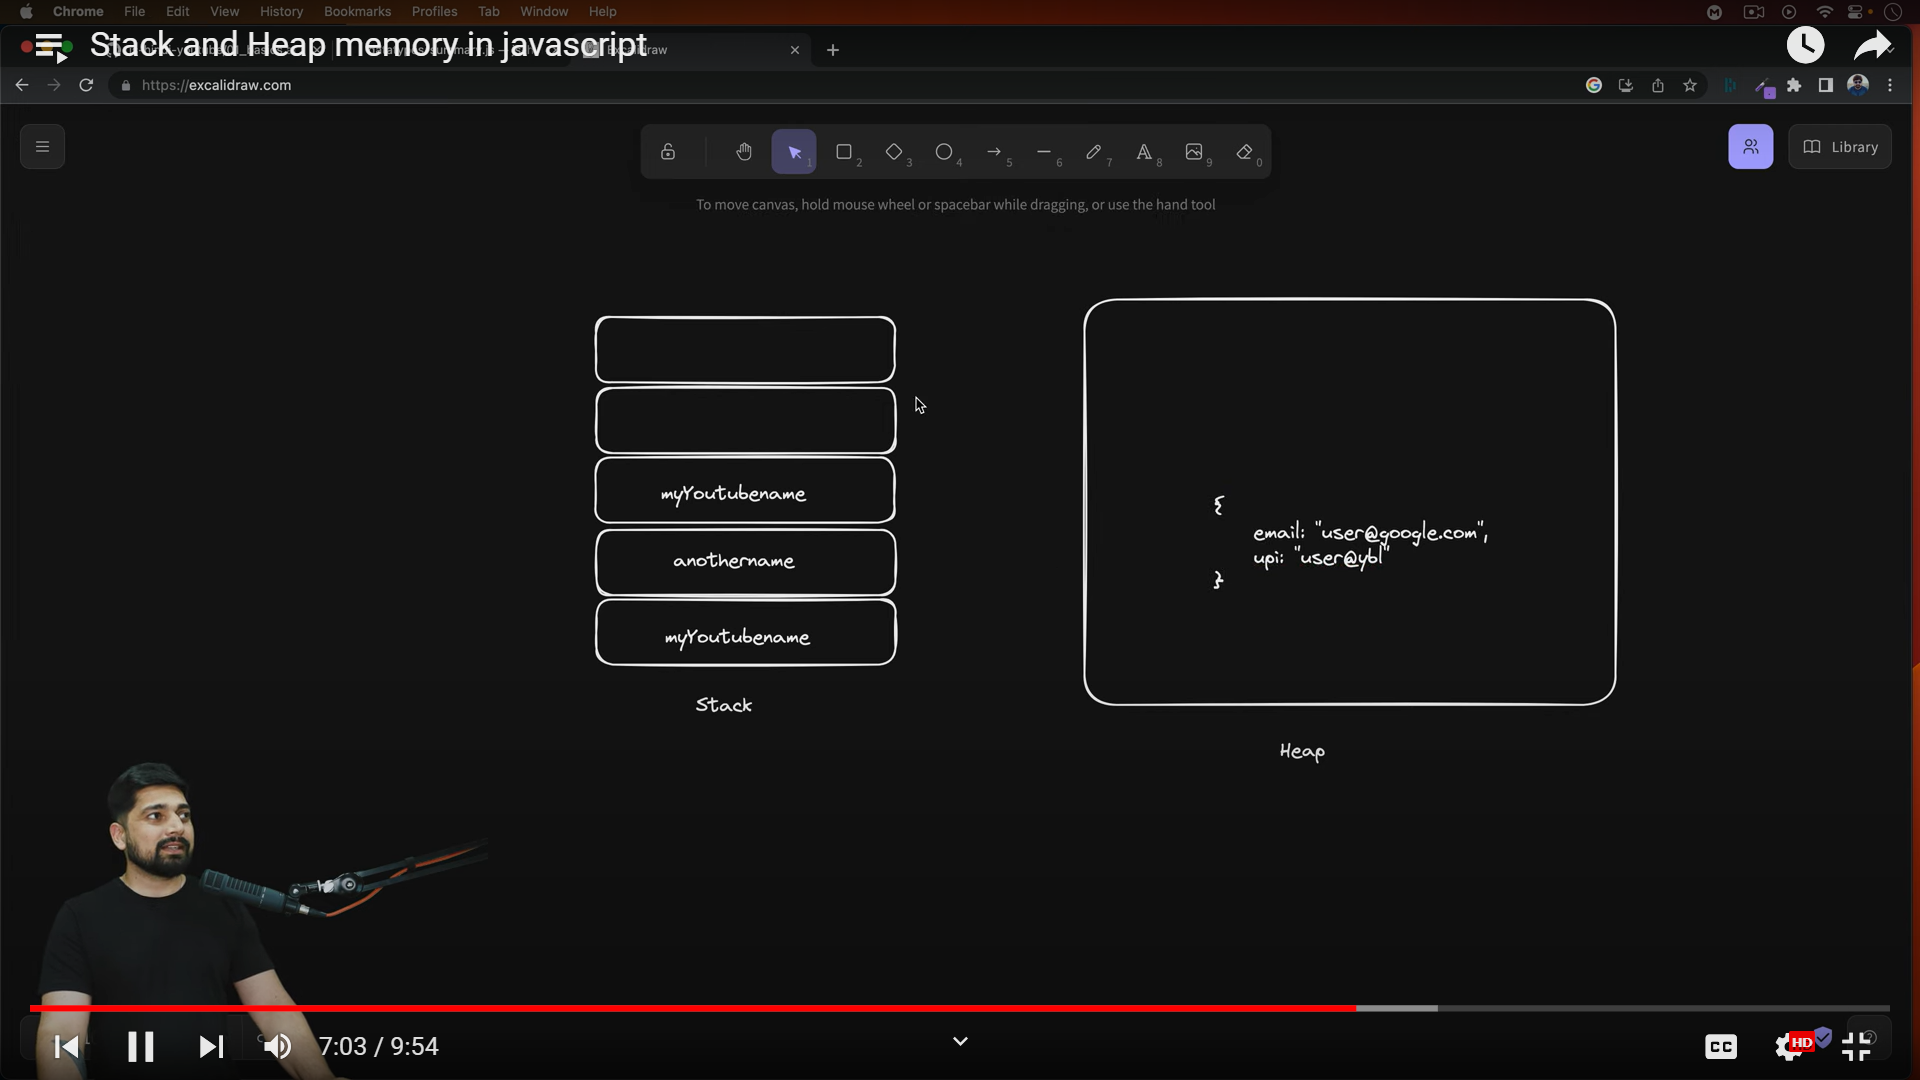 Chrome File Edit View History Bookmarks Profiles Tab Window Help
Stack and Heap memory in javascript
https://excalidraw.com
1 2 3 4 5 6 7 8 9 0
Library
To move canvas, hold mouse wheel or spacebar while dragging, or use the hand tool
myYoutubename
anothername
myYoutubename
Stack
{
email: "user@google.com",
upi: "user@ybl"
}
Heap
7:03 / 9:54
CC
HD